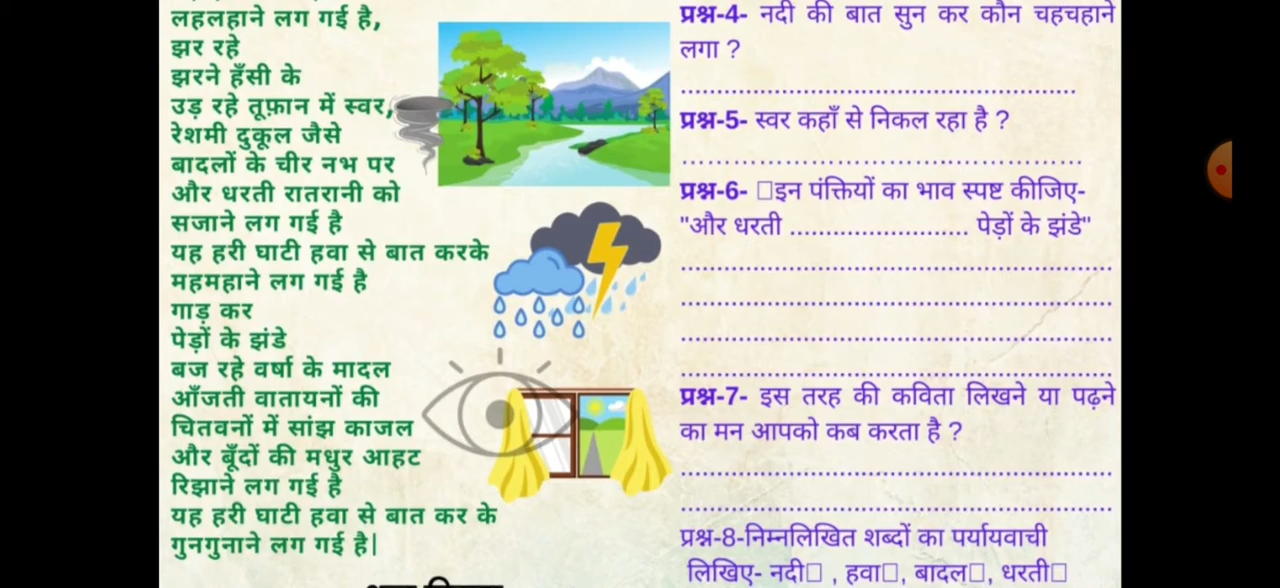 लहलहाने लग गई है,
झर रहे
झरने हँसी के
उड़ रहे तूफ़ान में स्वर,
रेशमी दुकूल जैसे
बादलों के चीर नभ पर
और धरती रातरानी को
सजाने लग गई है
यह हरी घाटी हवा से बात करके
महमहाने लग गई है
गाड़ कर
पेड़ों के झंडे
बज रहे वर्षा के मादल
आँजती वातायनों की
चितवनों में सांझ काजल
और बूँदों की मधुर आहट
रिझाने लग गई है
यह हरी घाटी हवा से बात कर के
गुनगुनाने लग गई है|
प्रश्न-4- नदी की बात सुन कर कौन चहचहाने
लगा ?
प्रश्न-5- स्वर कहाँ से निकल रहा है ?
प्रश्न-6- इन पंक्तियों का भाव स्पष्ट कीजिए-
"और धरती ......................... पेड़ों के झंडे"
प्रश्न-7- इस तरह की कविता लिखने या पढ़ने
का मन आपको कब करता है ?
प्रश्न-8-निम्नलिखित शब्दों का पर्यायवाची
लिखिए- नदी , हवा, बादल, धरती